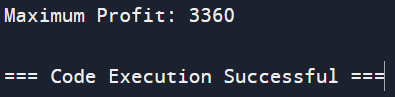 Maximum Profit: 3360
=== Code Execution Successful ===